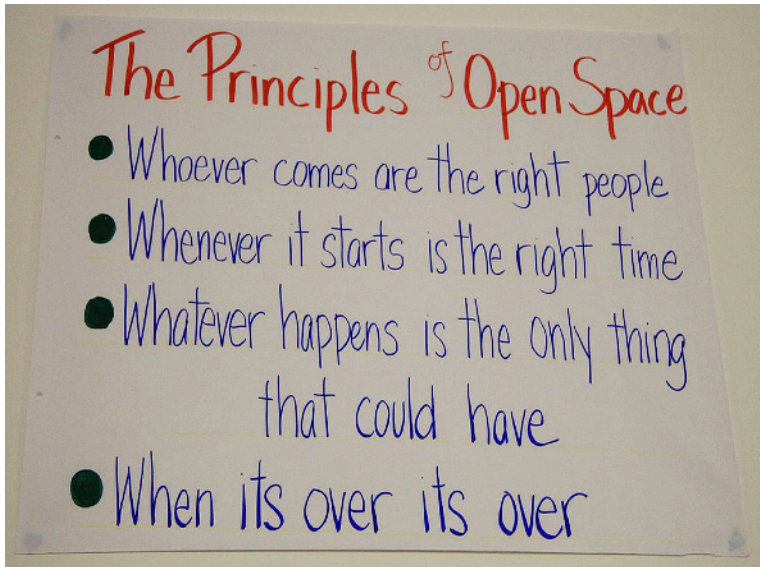 The Principles of Open Space
● Whoever comes are the right people
● Whenever it starts is the right time
● Whatever happens is the only thing
that could have
● When its over its over